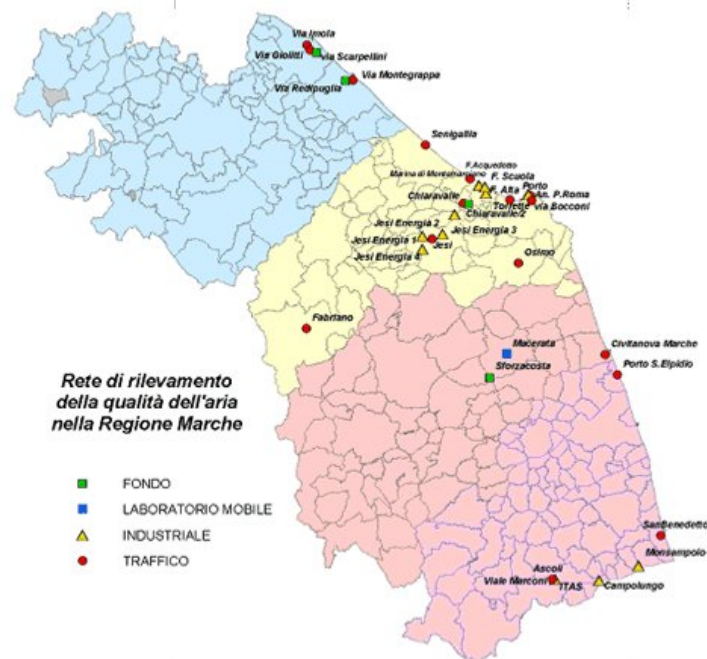 Via Imola
Via Giolitti
via Scarpellini
Via Montegrappa
Via Redipuglia
Senigallia
F.Acquedotto
Marina di Montemarciano
F. Scuola
F. Alta
Porto
An. P.Roma
Chiaravalle
Torrette
via Bocconi
Chiaravalle 2
Jesi Energia 2
Jesi Energia 3
Jesi Energia 1
Jesi
Jesi Energia 4
Osimo
Fabriano
Macerata
Civitanova Marche
Sforzacosta
Porto S.Elpidio
Rete di rilevamento
della qualità dell'aria
nella Regione Marche
FONDO
LABORATORIO MOBILE
INDUSTRIALE
TRAFFICO
SanBenedetto
Monsampolo
Ascoli
Viale Marconi
ITAS
Campolungo